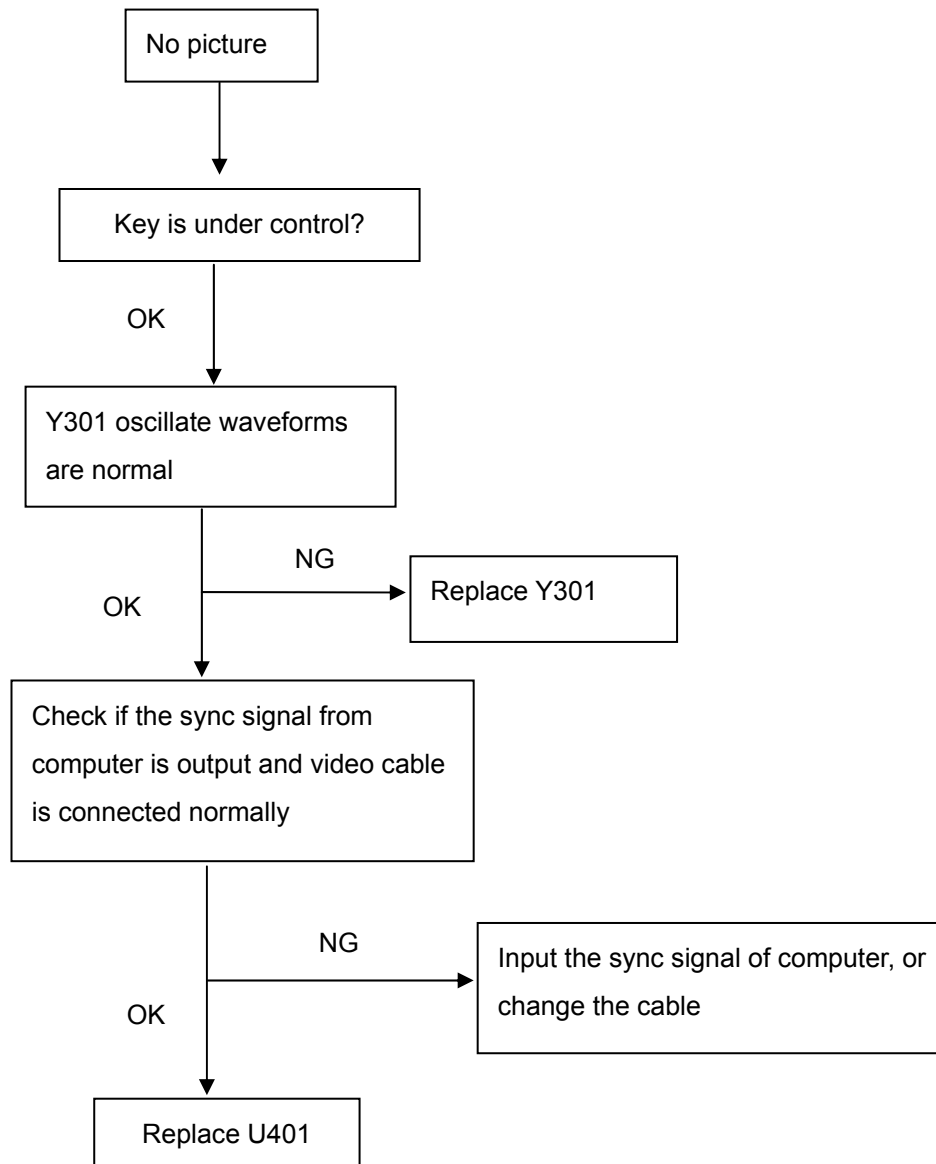 No picture
Key is under control?
OK
Y301 oscillate waveforms
are normal
NG
Replace Y301
OK
Check if the sync signal from
computer is output and video cable
is connected normally
NG
Input the sync signal of computer, or
change the cable
OK
Replace U401